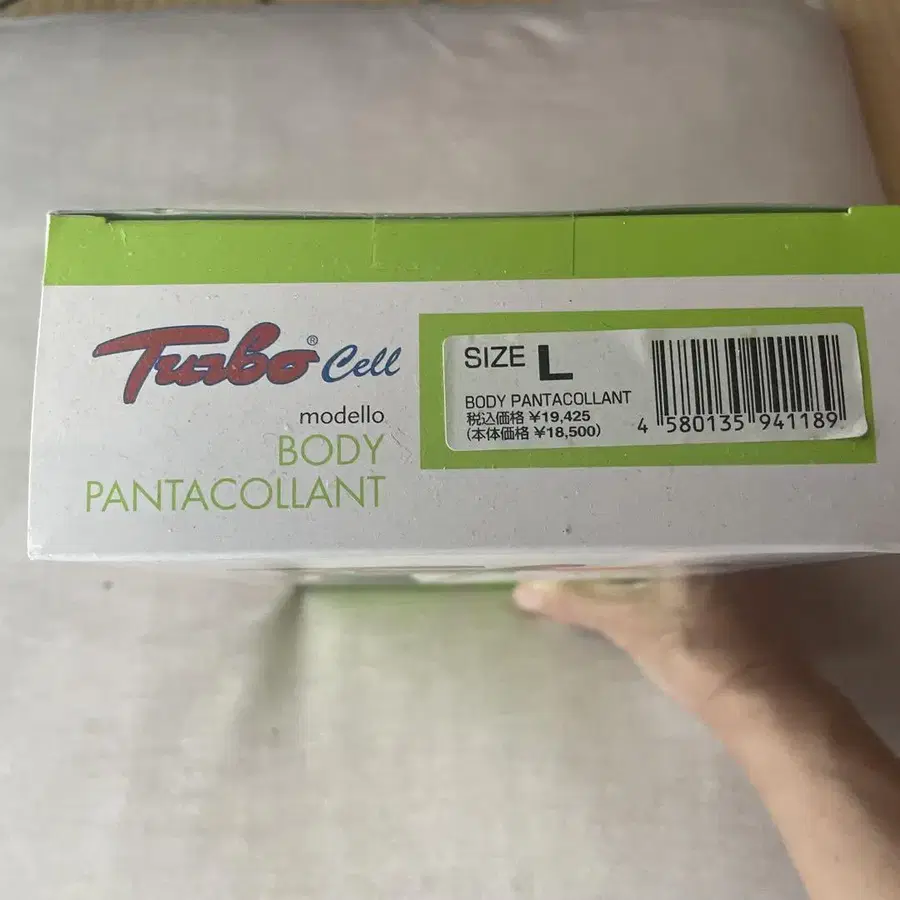 Turbo® Cell
modello
BODY
PANTACOLLANT
SIZE L
BODY PANTACOLLANT
税込価格 ¥19,425
(本体価格 ¥18,500)
4 580135 941189